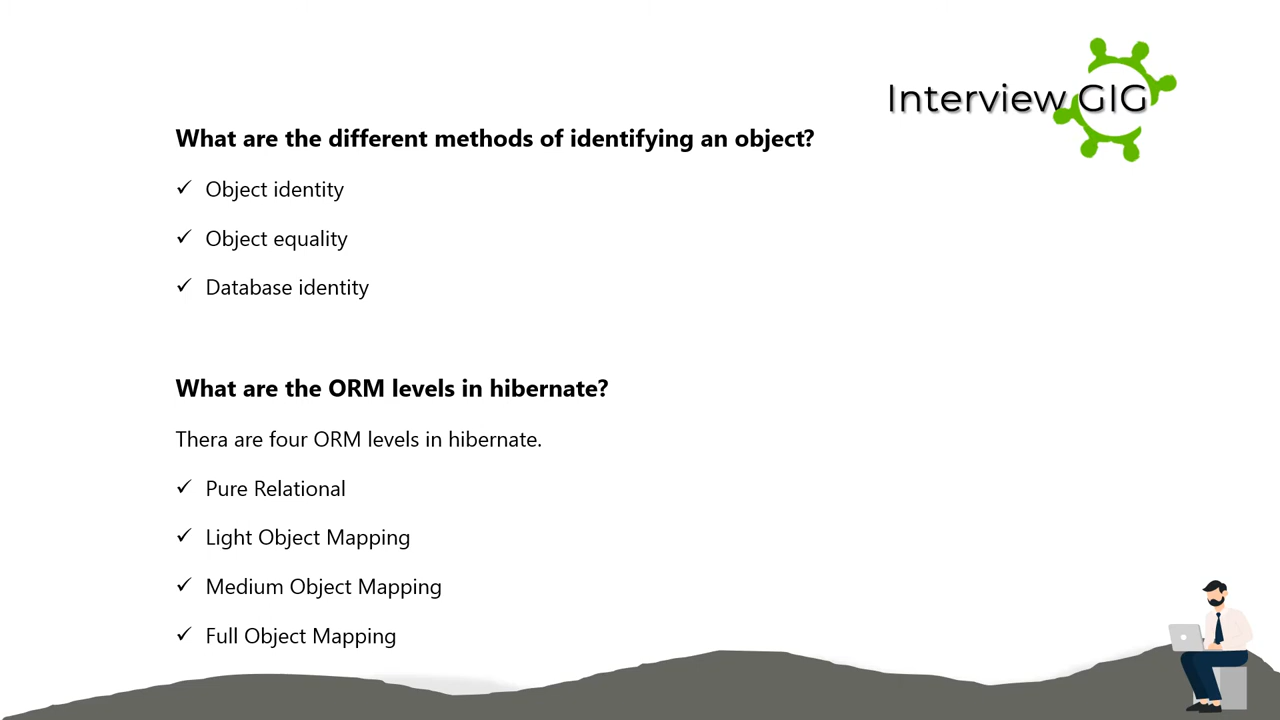 Interview GIG
What are the different methods of identifying an object?
✓ Object identity
✓ Object equality
✓ Database identity
What are the ORM levels in hibernate?
Thera are four ORM levels in hibernate.
✓ Pure Relational
✓ Light Object Mapping
✓ Medium Object Mapping
✓ Full Object Mapping